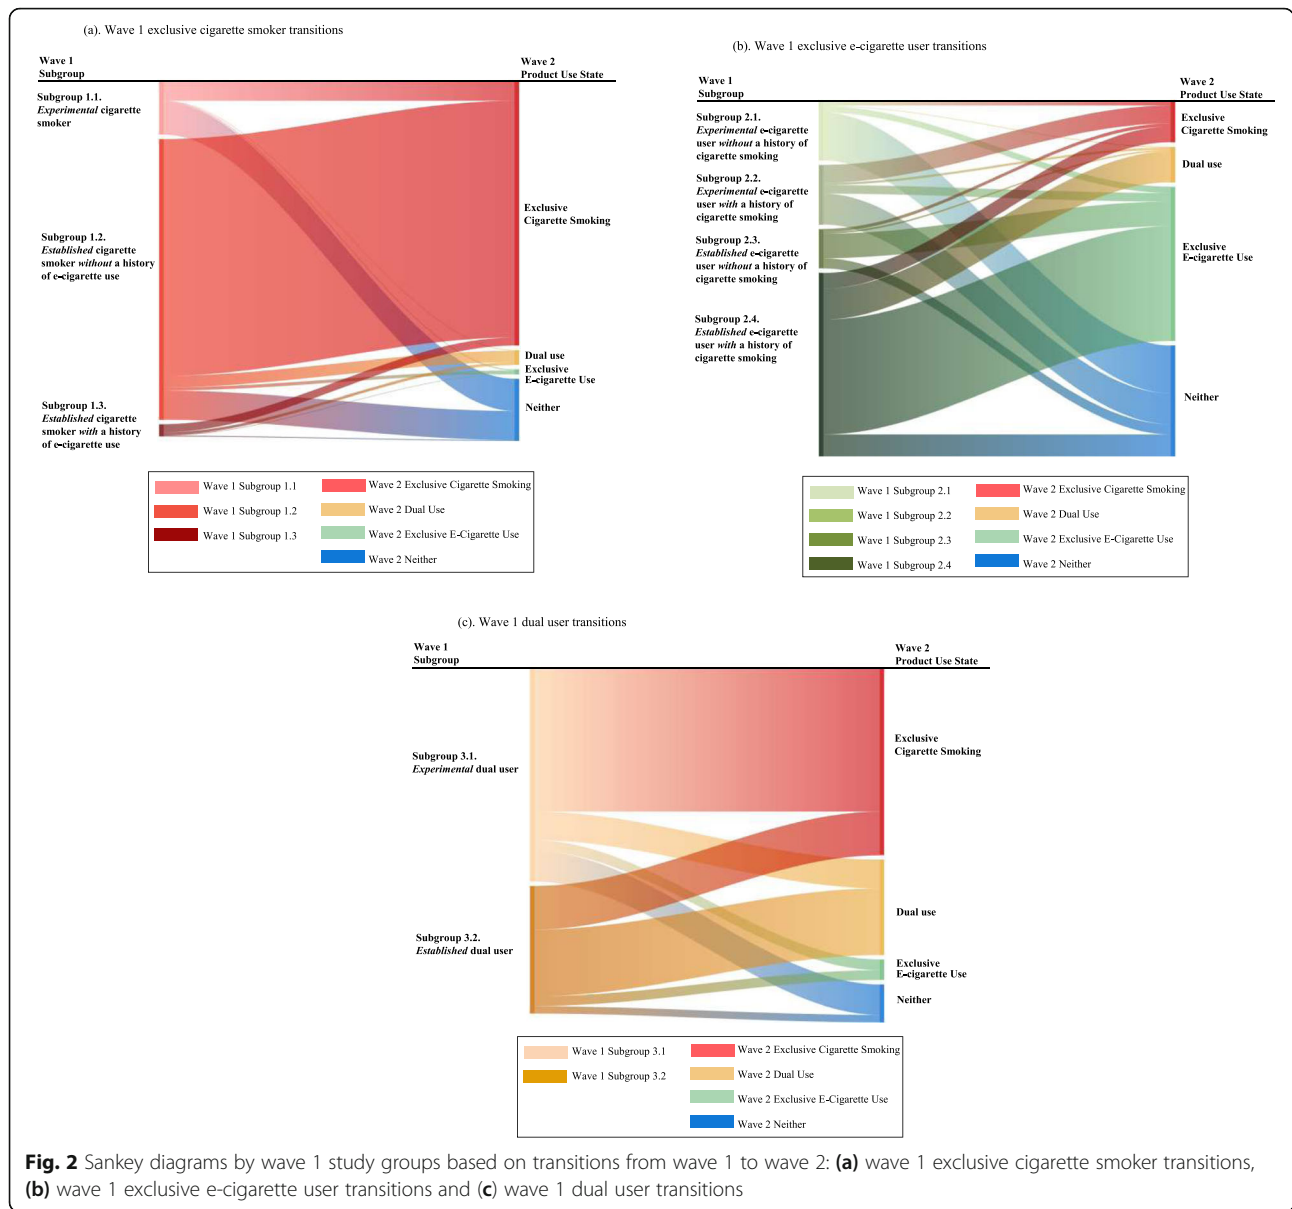 (a). Wave 1 exclusive cigarette smoker transitions
Wave 1
Subgroup
Wave 2
Product Use State
Subgroup 1.1.
Experimental cigarette
smoker
Subgroup 1.2.
Established cigarette
smoker without a history
of e-cigarette use
Subgroup 1.3.
Established cigarette
smoker with a history
of e-cigarette use
Exclusive
Cigarette Smoking
Dual use
Exclusive
E-cigarette Use
Neither
Wave 1 Subgroup 1.1
Wave 1 Subgroup 1.2
Wave 1 Subgroup 1.3
Wave 2 Exclusive Cigarette Smoking
Wave 2 Dual Use
Wave 2 Exclusive E-Cigarette Use
Wave 2 Neither
(b). Wave 1 exclusive e-cigarette user transitions
Wave 1
Subgroup
Wave 2
Product Use State
Subgroup 2.1.
Experimental e-cigarette
user without a history of
cigarette smoking
Subgroup 2.2.
Experimental e-cigarette
user with a history of
cigarette smoking
Subgroup 2.3.
Established e-cigarette
user without a history of
cigarette smoking
Subgroup 2.4.
Established e-cigarette
user with a history of
cigarette smoking
Exclusive
Cigarette Smoking
Dual use
Exclusive
E-cigarette Use
Neither
Wave 1 Subgroup 2.1
Wave 1 Subgroup 2.2
Wave 1 Subgroup 2.3
Wave 1 Subgroup 2.4
Wave 2 Exclusive Cigarette Smoking
Wave 2 Dual Use
Wave 2 Exclusive E-Cigarette Use
Wave 2 Neither
(c). Wave 1 dual user transitions
Wave 1
Subgroup
Wave 2
Product Use State
Subgroup 3.1.
Experimental dual user
Subgroup 3.2.
Established dual user
Exclusive
Cigarette Smoking
Dual use
Exclusive
E-cigarette Use
Neither
Wave 1 Subgroup 3.1
Wave 1 Subgroup 3.2
Wave 2 Exclusive Cigarette Smoking
Wave 2 Dual Use
Wave 2 Exclusive E-Cigarette Use
Wave 2 Neither
Fig. 2 Sankey diagrams by wave 1 study groups based on transitions from wave 1 to wave 2: (a) wave 1 exclusive cigarette smoker transitions,
(b) wave 1 exclusive e-cigarette user transitions and (c) wave 1 dual user transitions